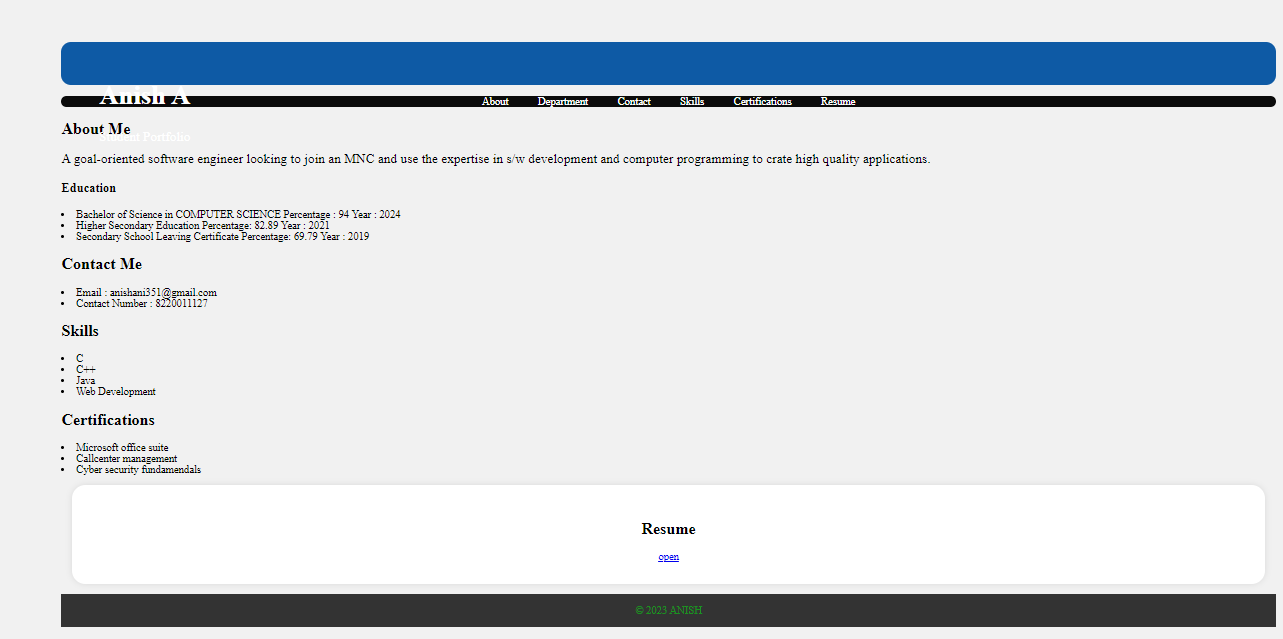 Anish A
About Department Contact Skills Certifications Resume
About Me
Student Portfolio
A goal-oriented software engineer looking to join an MNC and use the expertise in s/w development and computer programming to crate high quality applications.
Education
• Bachelor of Science in COMPUTER SCIENCE Percentage : 94 Year : 2024
• Higher Secondary Education Percentage: 82.89 Year : 2021
• Secondary School Leaving Certificate Percentage: 69.79 Year : 2019
Contact Me
• Email : anishani351@gmail.com
• Contact Number : 8220011127
Skills
• C
• C++
• Java
• Web Development
Certifications
• Microsoft office suite
• Callcenter management
• Cyber security fundamendals
Resume
open
© 2023 ANISH